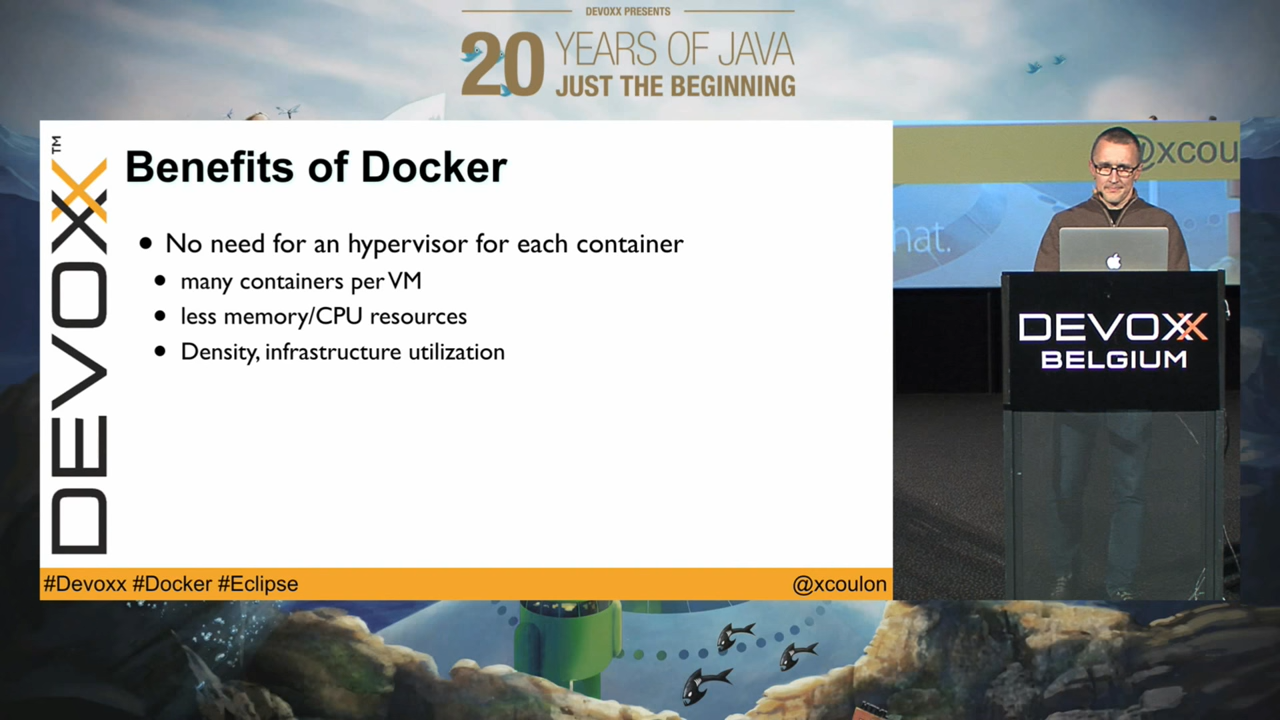 DEVOXX PRESENTS
20 YEARS OF JAVA
JUST THE BEGINNING
DEVOXX™
Benefits of Docker
• No need for an hypervisor for each container
• many containers per VM
• less memory/CPU resources
• Density, infrastructure utilization
#Devoxx #Docker #Eclipse
@xcoulon
@xcou
hat.
DEVOXX
BELGIUM